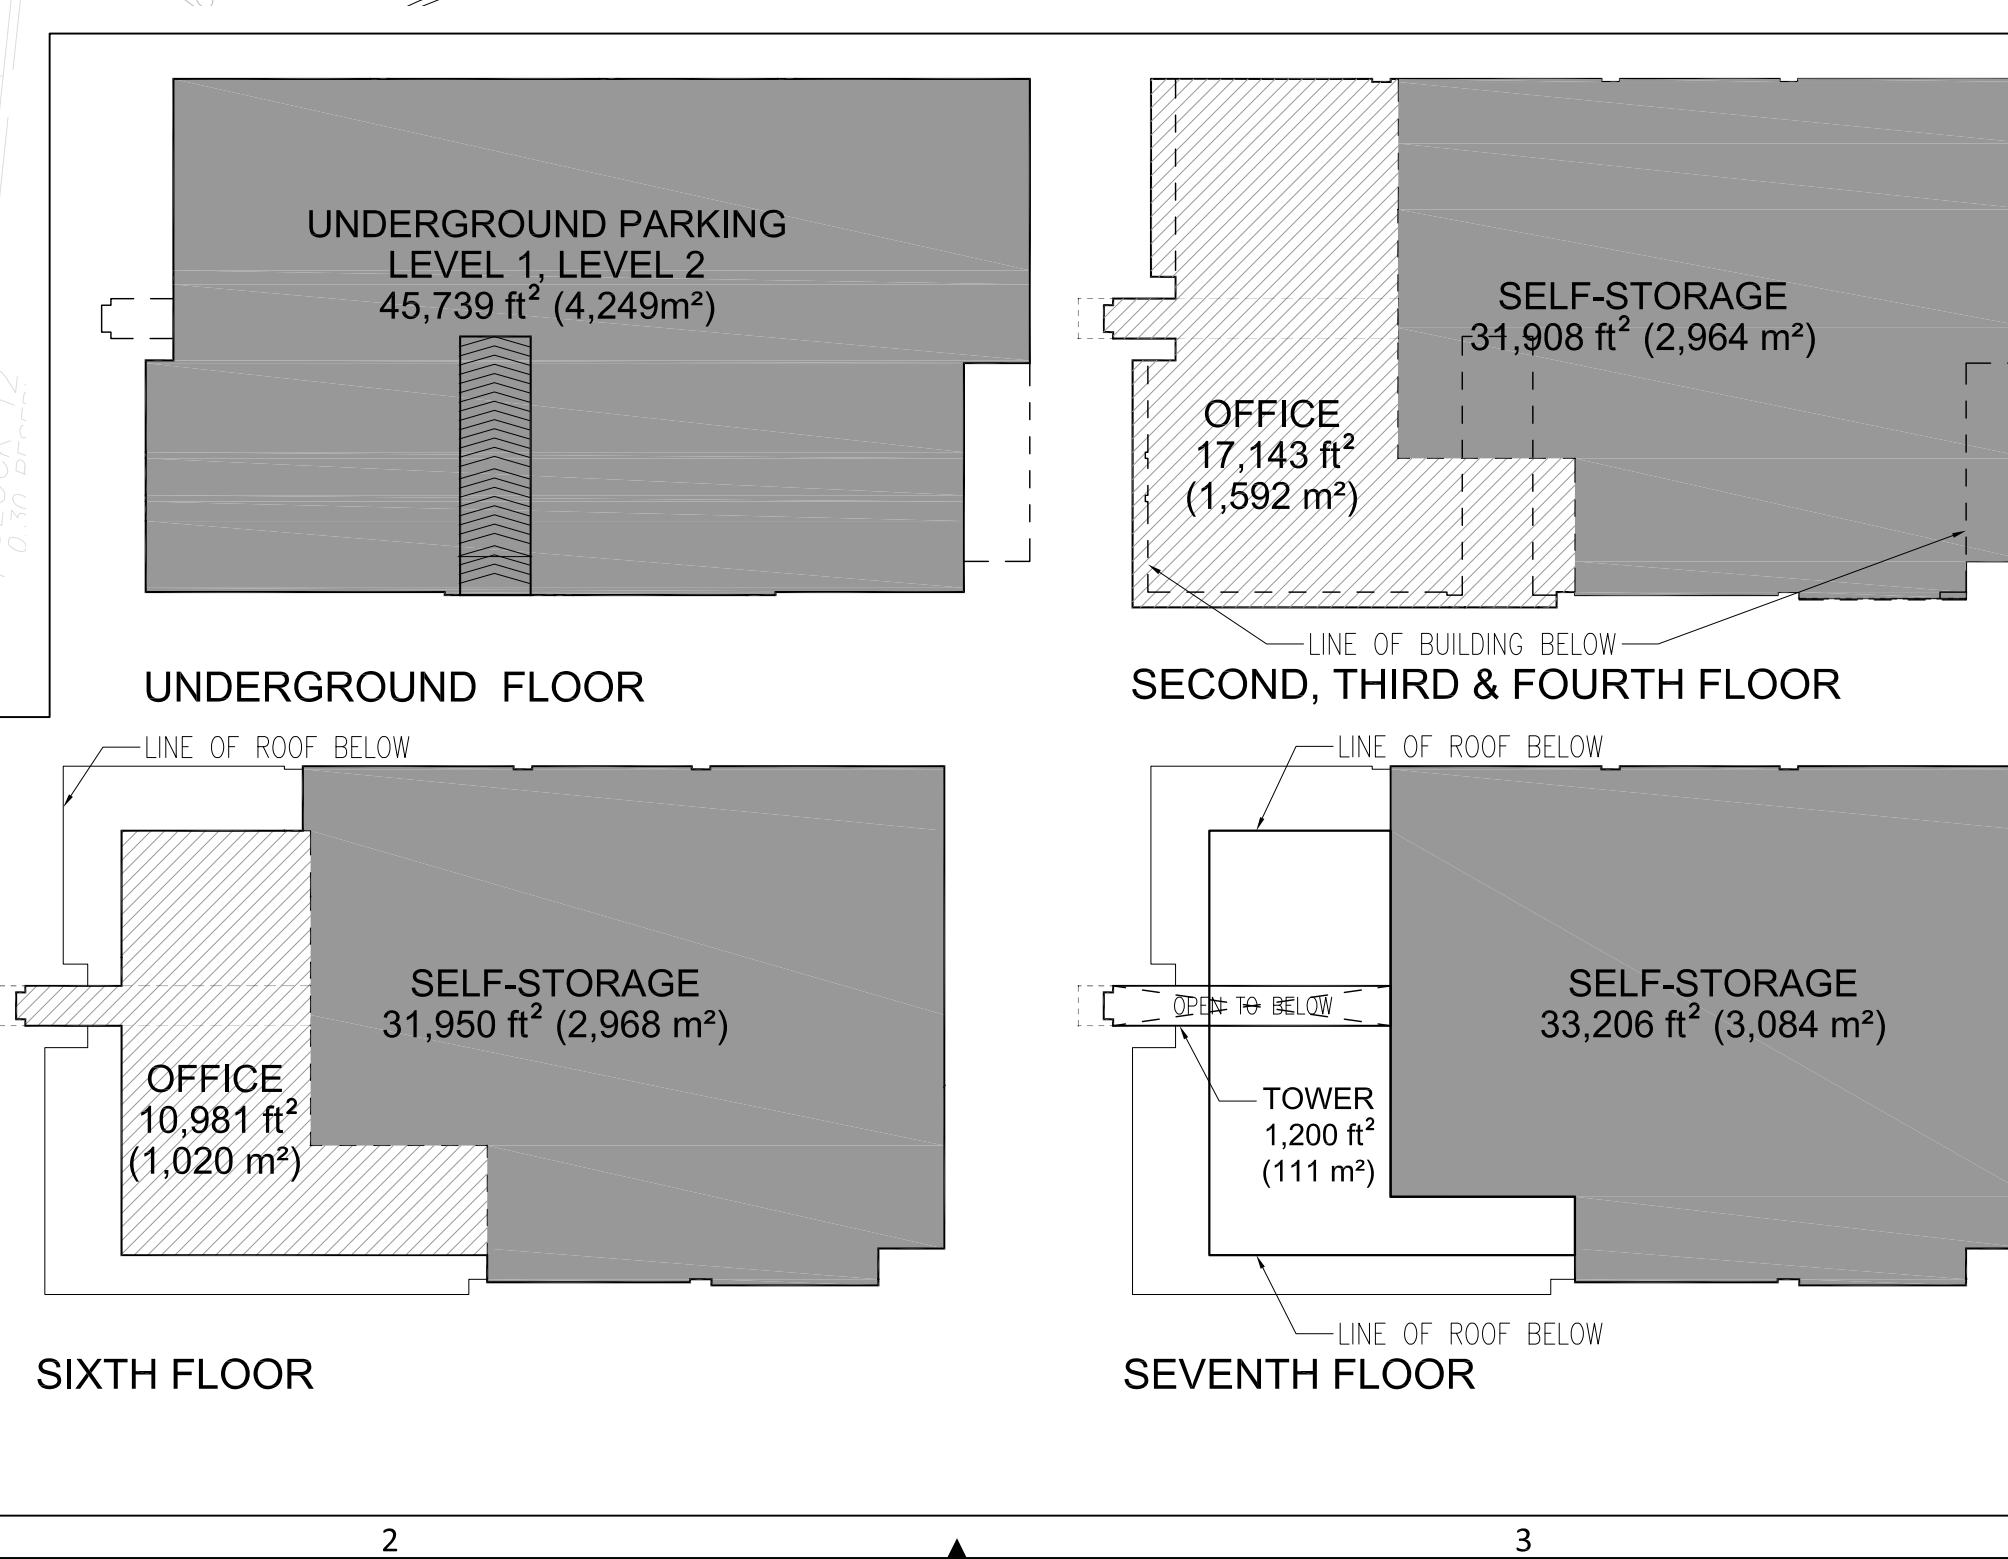 UNDERGROUND PARKING
LEVEL 1, LEVEL 2
45,739 ft² (4,249m²)
UNDERGROUND FLOOR
SELF-STORAGE
31,908 ft² (2,964 m²)
OFFICE
17,143 ft²
(1,592 m²)
LINE OF BUILDING BELOW
SECOND, THIRD & FOURTH FLOOR
LINE OF ROOF BELOW
SELF-STORAGE
31,950 ft² (2,968 m²)
OFFICE
10,981 ft²
(1,020 m²)
SIXTH FLOOR
LINE OF ROOF BELOW
OPEN TO BELOW
SELF-STORAGE
33,206 ft² (3,084 m²)
TOWER
1,200 ft²
(111 m²)
LINE OF ROOF BELOW
SEVENTH FLOOR
2
3